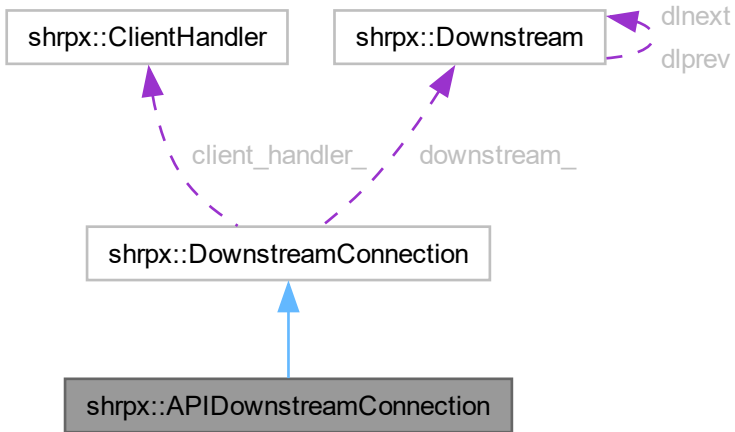 shrpx::ClientHandler
shrpx::Downstream
dlnext
dlprev
client_handler_
downstream_
shrpx::DownstreamConnection
shrpx::APIDownstreamConnection